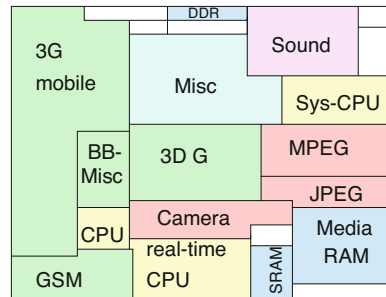 DDR
3G
mobile
Sound
Misc
Sys-CPU
BB-
Misc
3D G
MPEG
JPEG
Camera
CPU
real-time
CPU
Media
RAM
SRAM
GSM